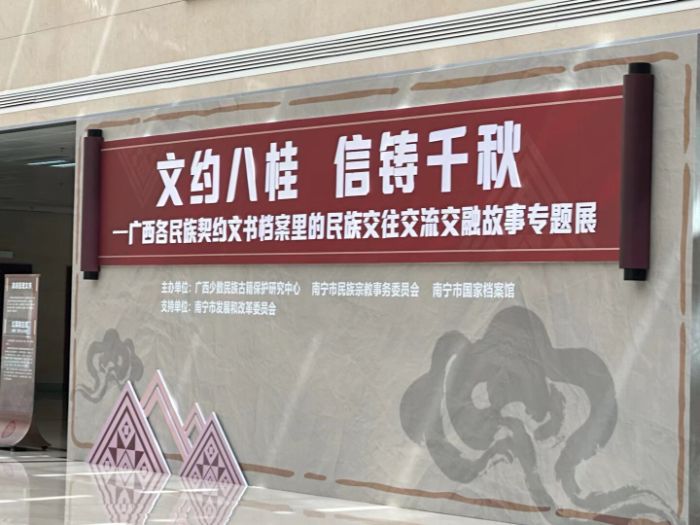 文约八桂 信铸千秋
—广西各民族契约文书档案里的民族交往交流交融故事专题展
主办单位：广西少数民族古籍保护研究中心 南宁市民族宗教事务委员会 南宁市国家档案馆
支持单位：南宁市发展和改革委员会